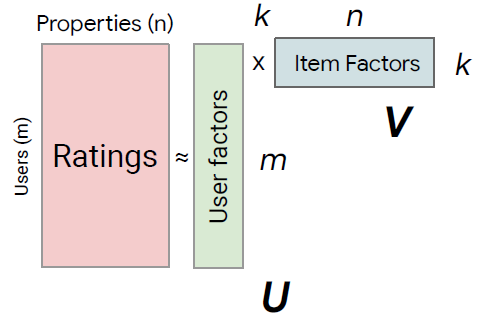 Properties (n)
k
n
Users (m)
Ratings
≈
User factors
x
Item Factors
k
V
m
U